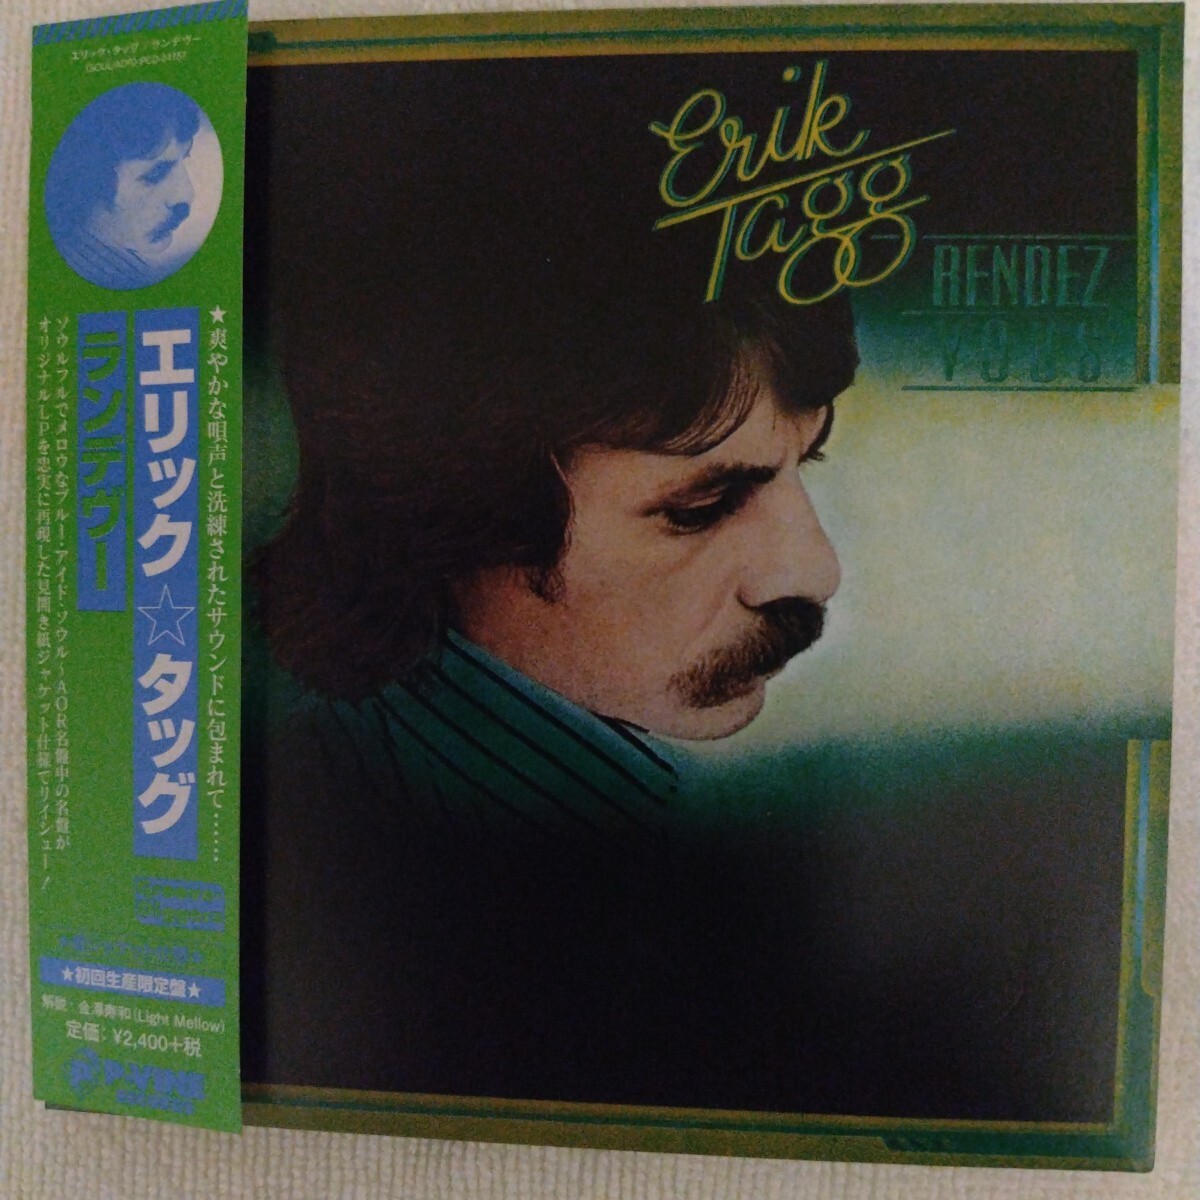 エリック・タッグ / ランデヴー
★爽やかな唄声と洗練されたサウンドに包まれて……
エリック☆タッグ
ランデヴー
ソウルフルでメロウなブルー・アイド・ソウル〜AOR名盤中の名盤が
オリジナルLPを忠実に再現した見開き紙ジャケット仕様でリイシュー！
★初回生産限定盤★
解説：金澤寿和(Light Mellow)
定価：¥2,400+税
P-VINE
RECORDS
Erik
Tagg
RENDEZ
VOUS